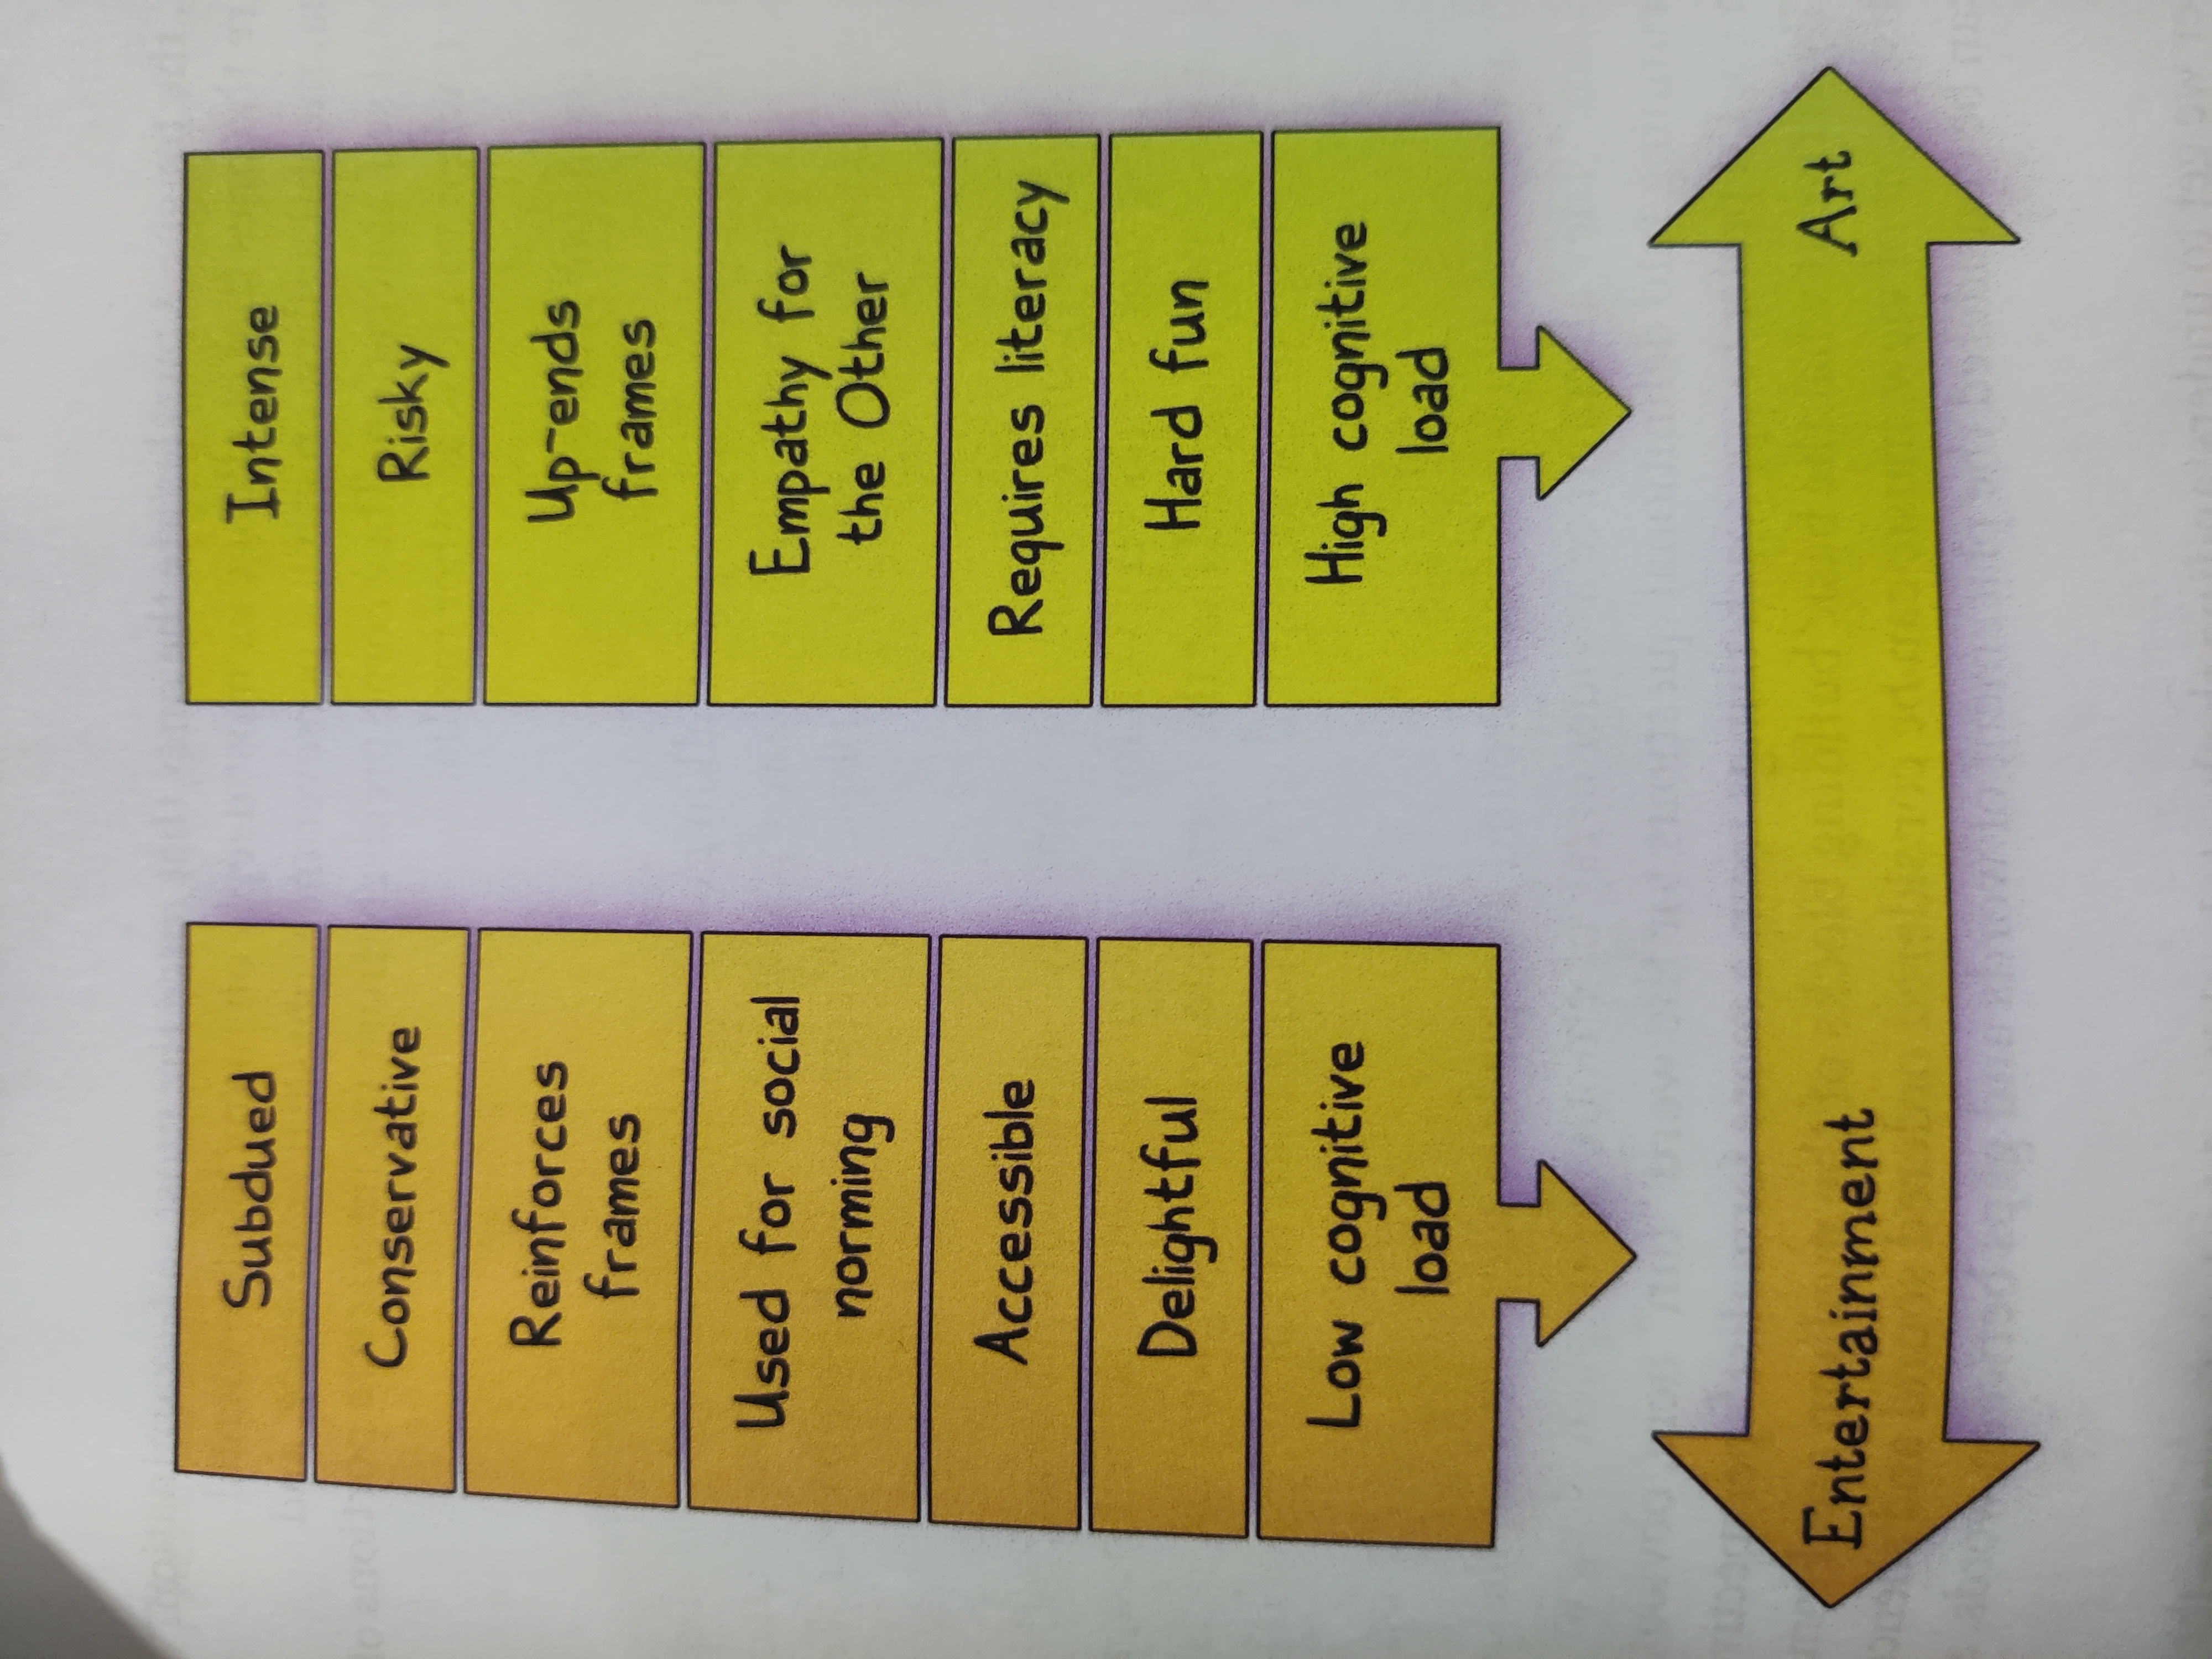 Subdued
Conservative
Reinforces
frames
Used for social
norming
Accessible
Delightful
Low cognitive
load
Intense
Risky
Up-ends
frames
Empathy for
the Other
Requires literacy
Hard fun
High cognitive
load
Entertainment
Art